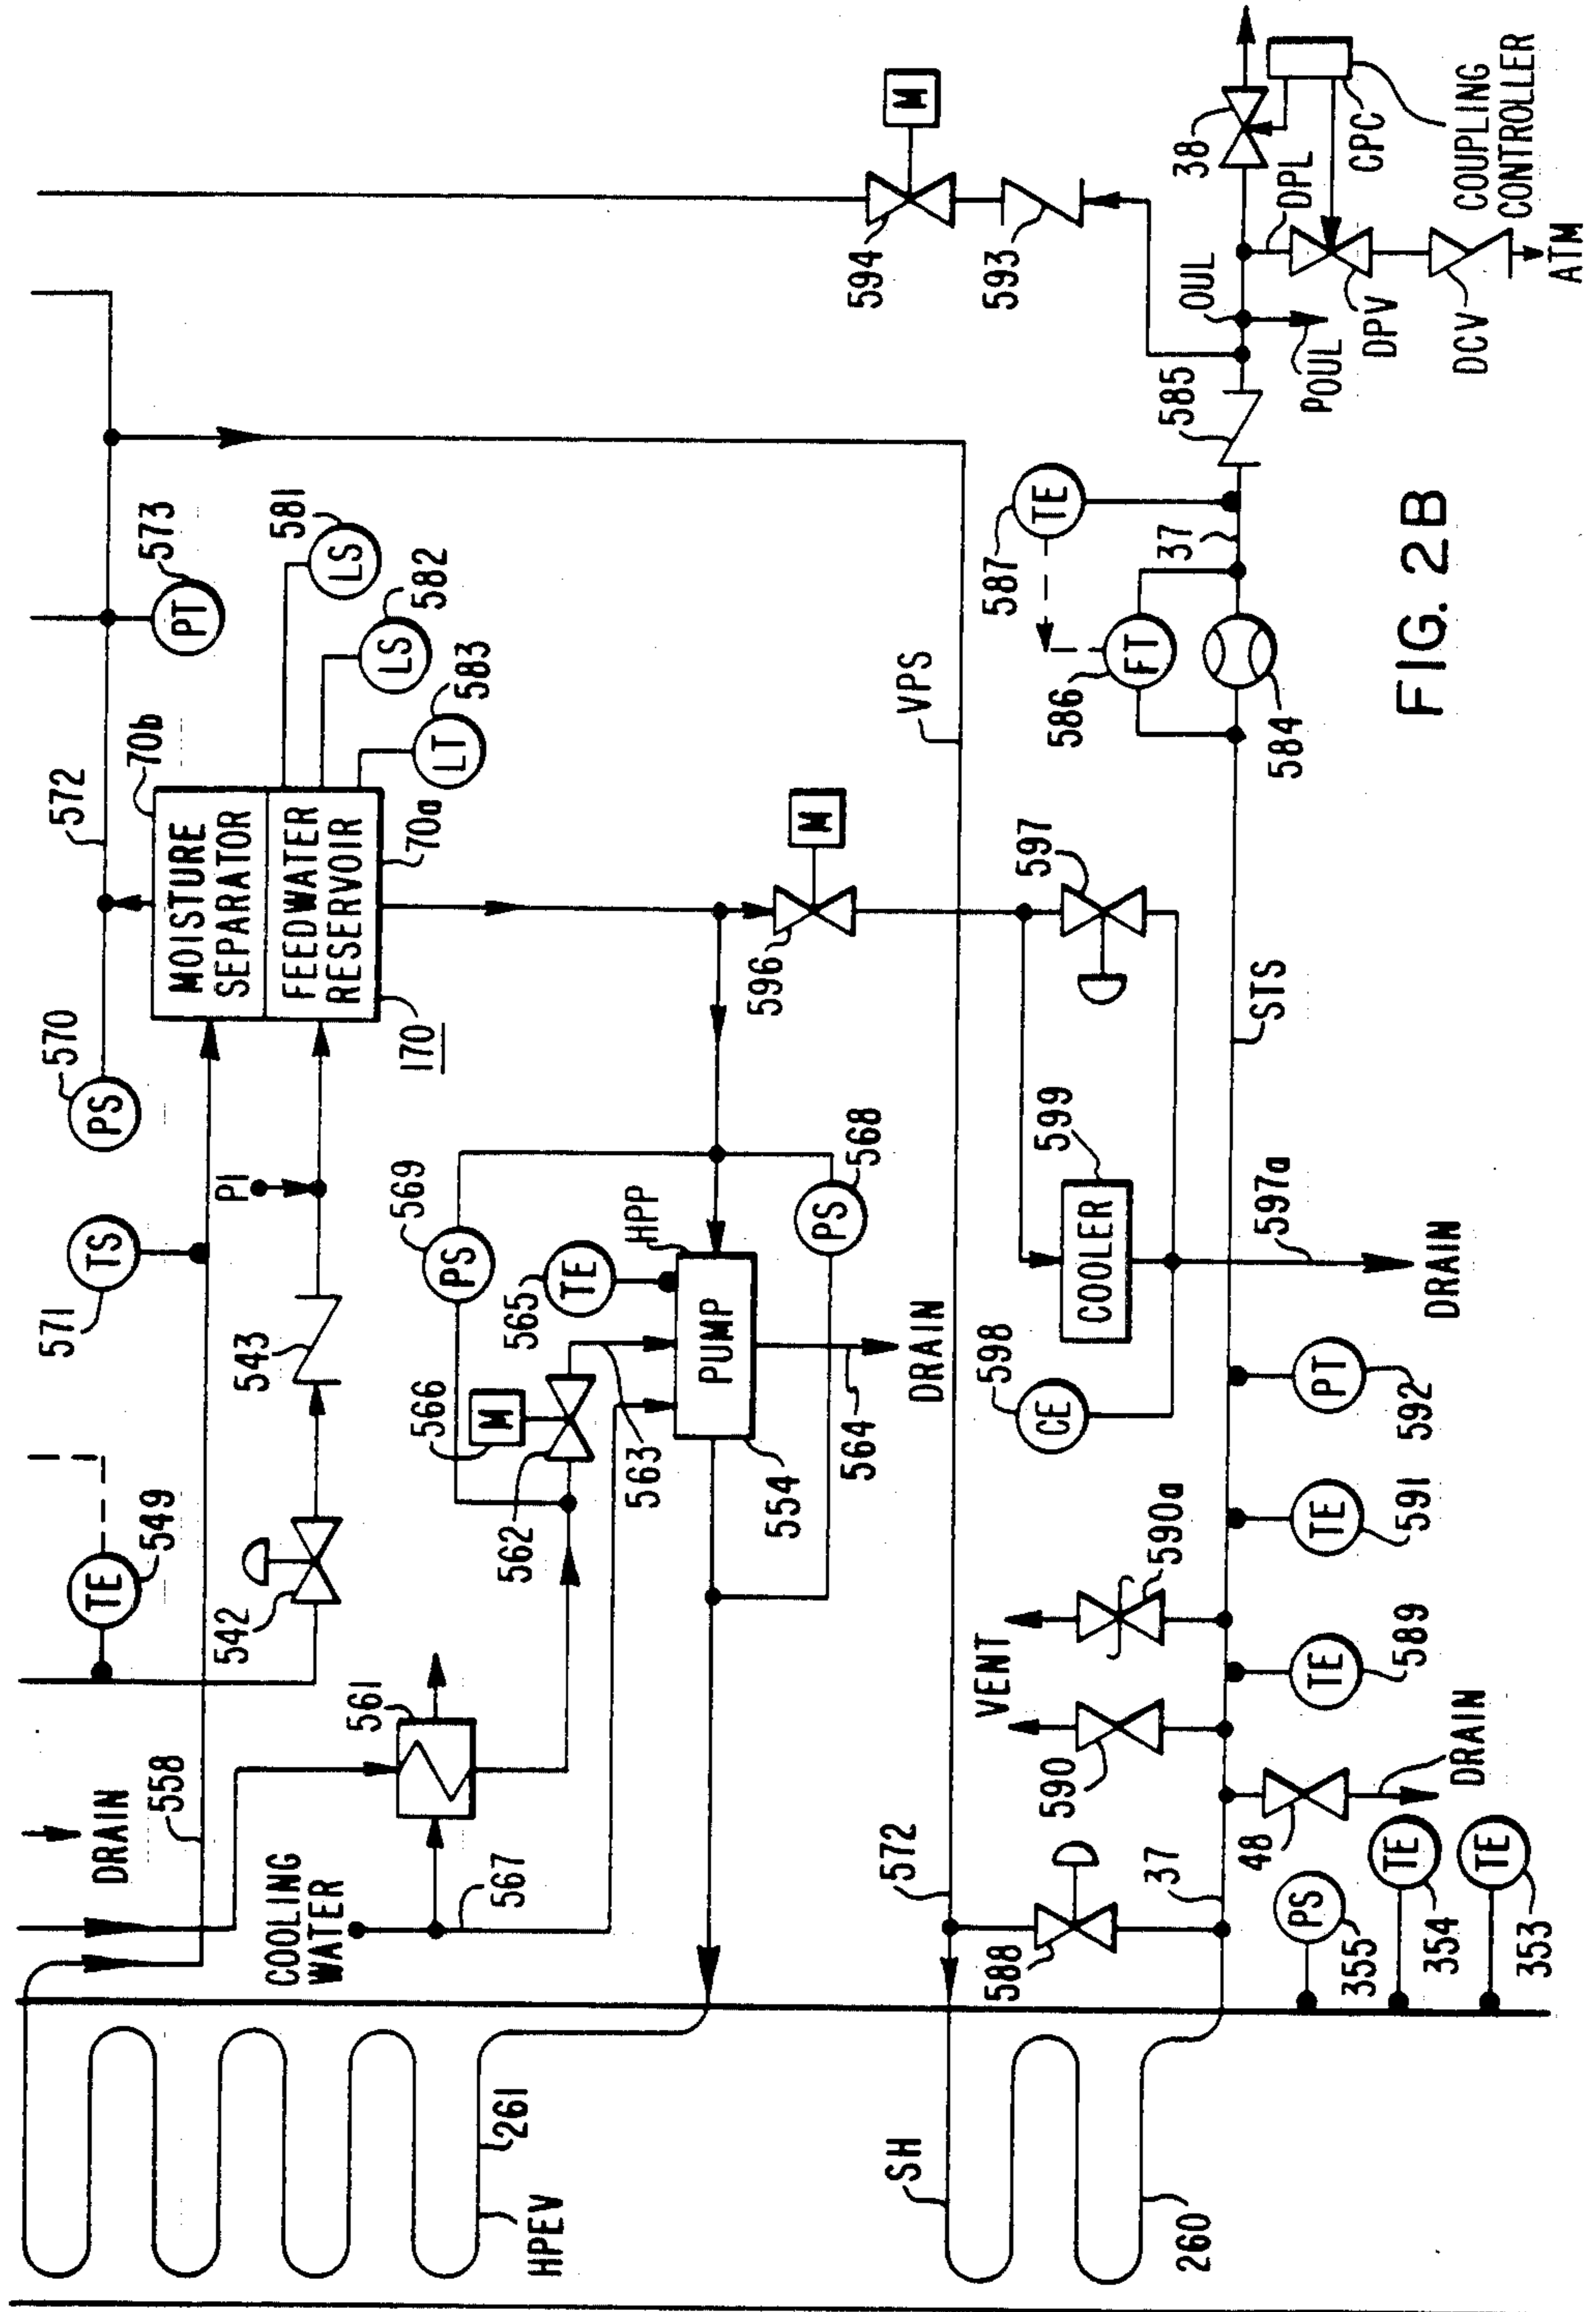 DRAIN
TE
549
571
TS
PS
570
572
573
PT
558
542
543
PI
MOISTURE
SEPARATOR
70b
FEEDWATER
RESERVOIR
70a
170
581
LS
582
LS
583
LT
COOLING
WATER
567
561
566
M
562
563
569
PS
565
TE
HPP
PUMP
554
564
DRAIN
568
PS
261
HPEV
596
M
VPS
594
M
593
SH
572
588
VENT
590
590a
598
CE
599
COOLER
597
587
TE
586
FT
37
584
585
OUL
38
260
37
48
DRAIN
TE
589
TE
591
PT
592
597a
DRAIN
STS
POUL
DPL
DPV
DCV
CPC
COUPLING
CONTROLLER
ATM
PS
355
TE
354
TE
353
FIG. 2B